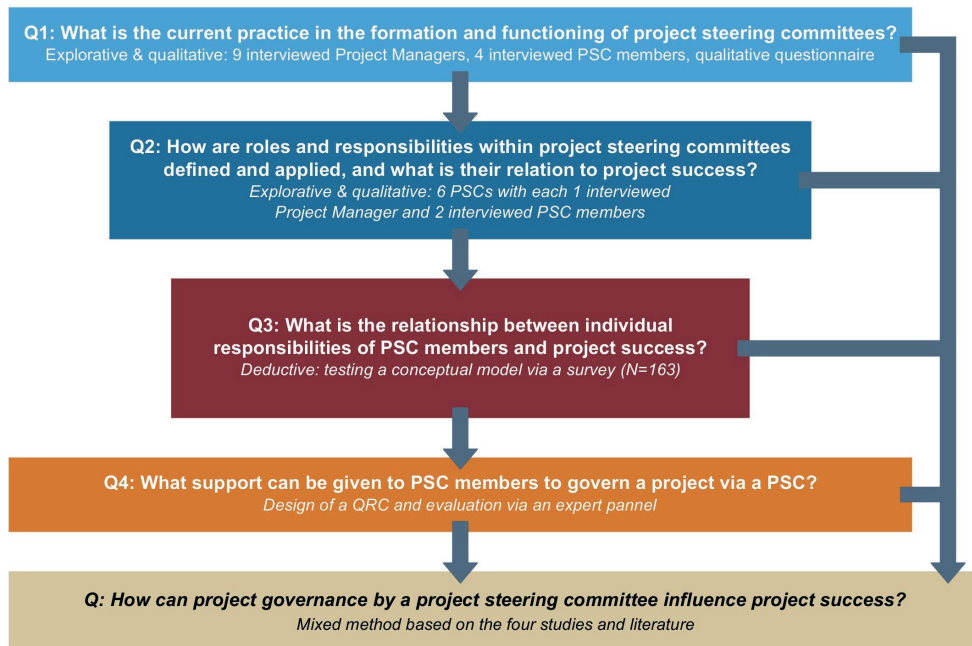 Q1: What is the current practice in the formation and functioning of project steering committees?
Explorative & qualitative: 9 interviewed Project Managers, 4 interviewed PSC members, qualitative questionnaire
Q2: How are roles and responsibilities within project steering committees
defined and applied, and what is their relation to project success?
Explorative & qualitative: 6 PSCs with each 1 interviewed
Project Manager and 2 interviewed PSC members
Q3: What is the relationship between individual
responsibilities of PSC members and project success?
Deductive: testing a conceptual model via a survey (N=163)
Q4: What support can be given to PSC members to govern a project via a PSC?
Design of a QRC and evaluation via an expert pannel
Q: How can project governance by a project steering committee influence project success?
Mixed method based on the four studies and literature